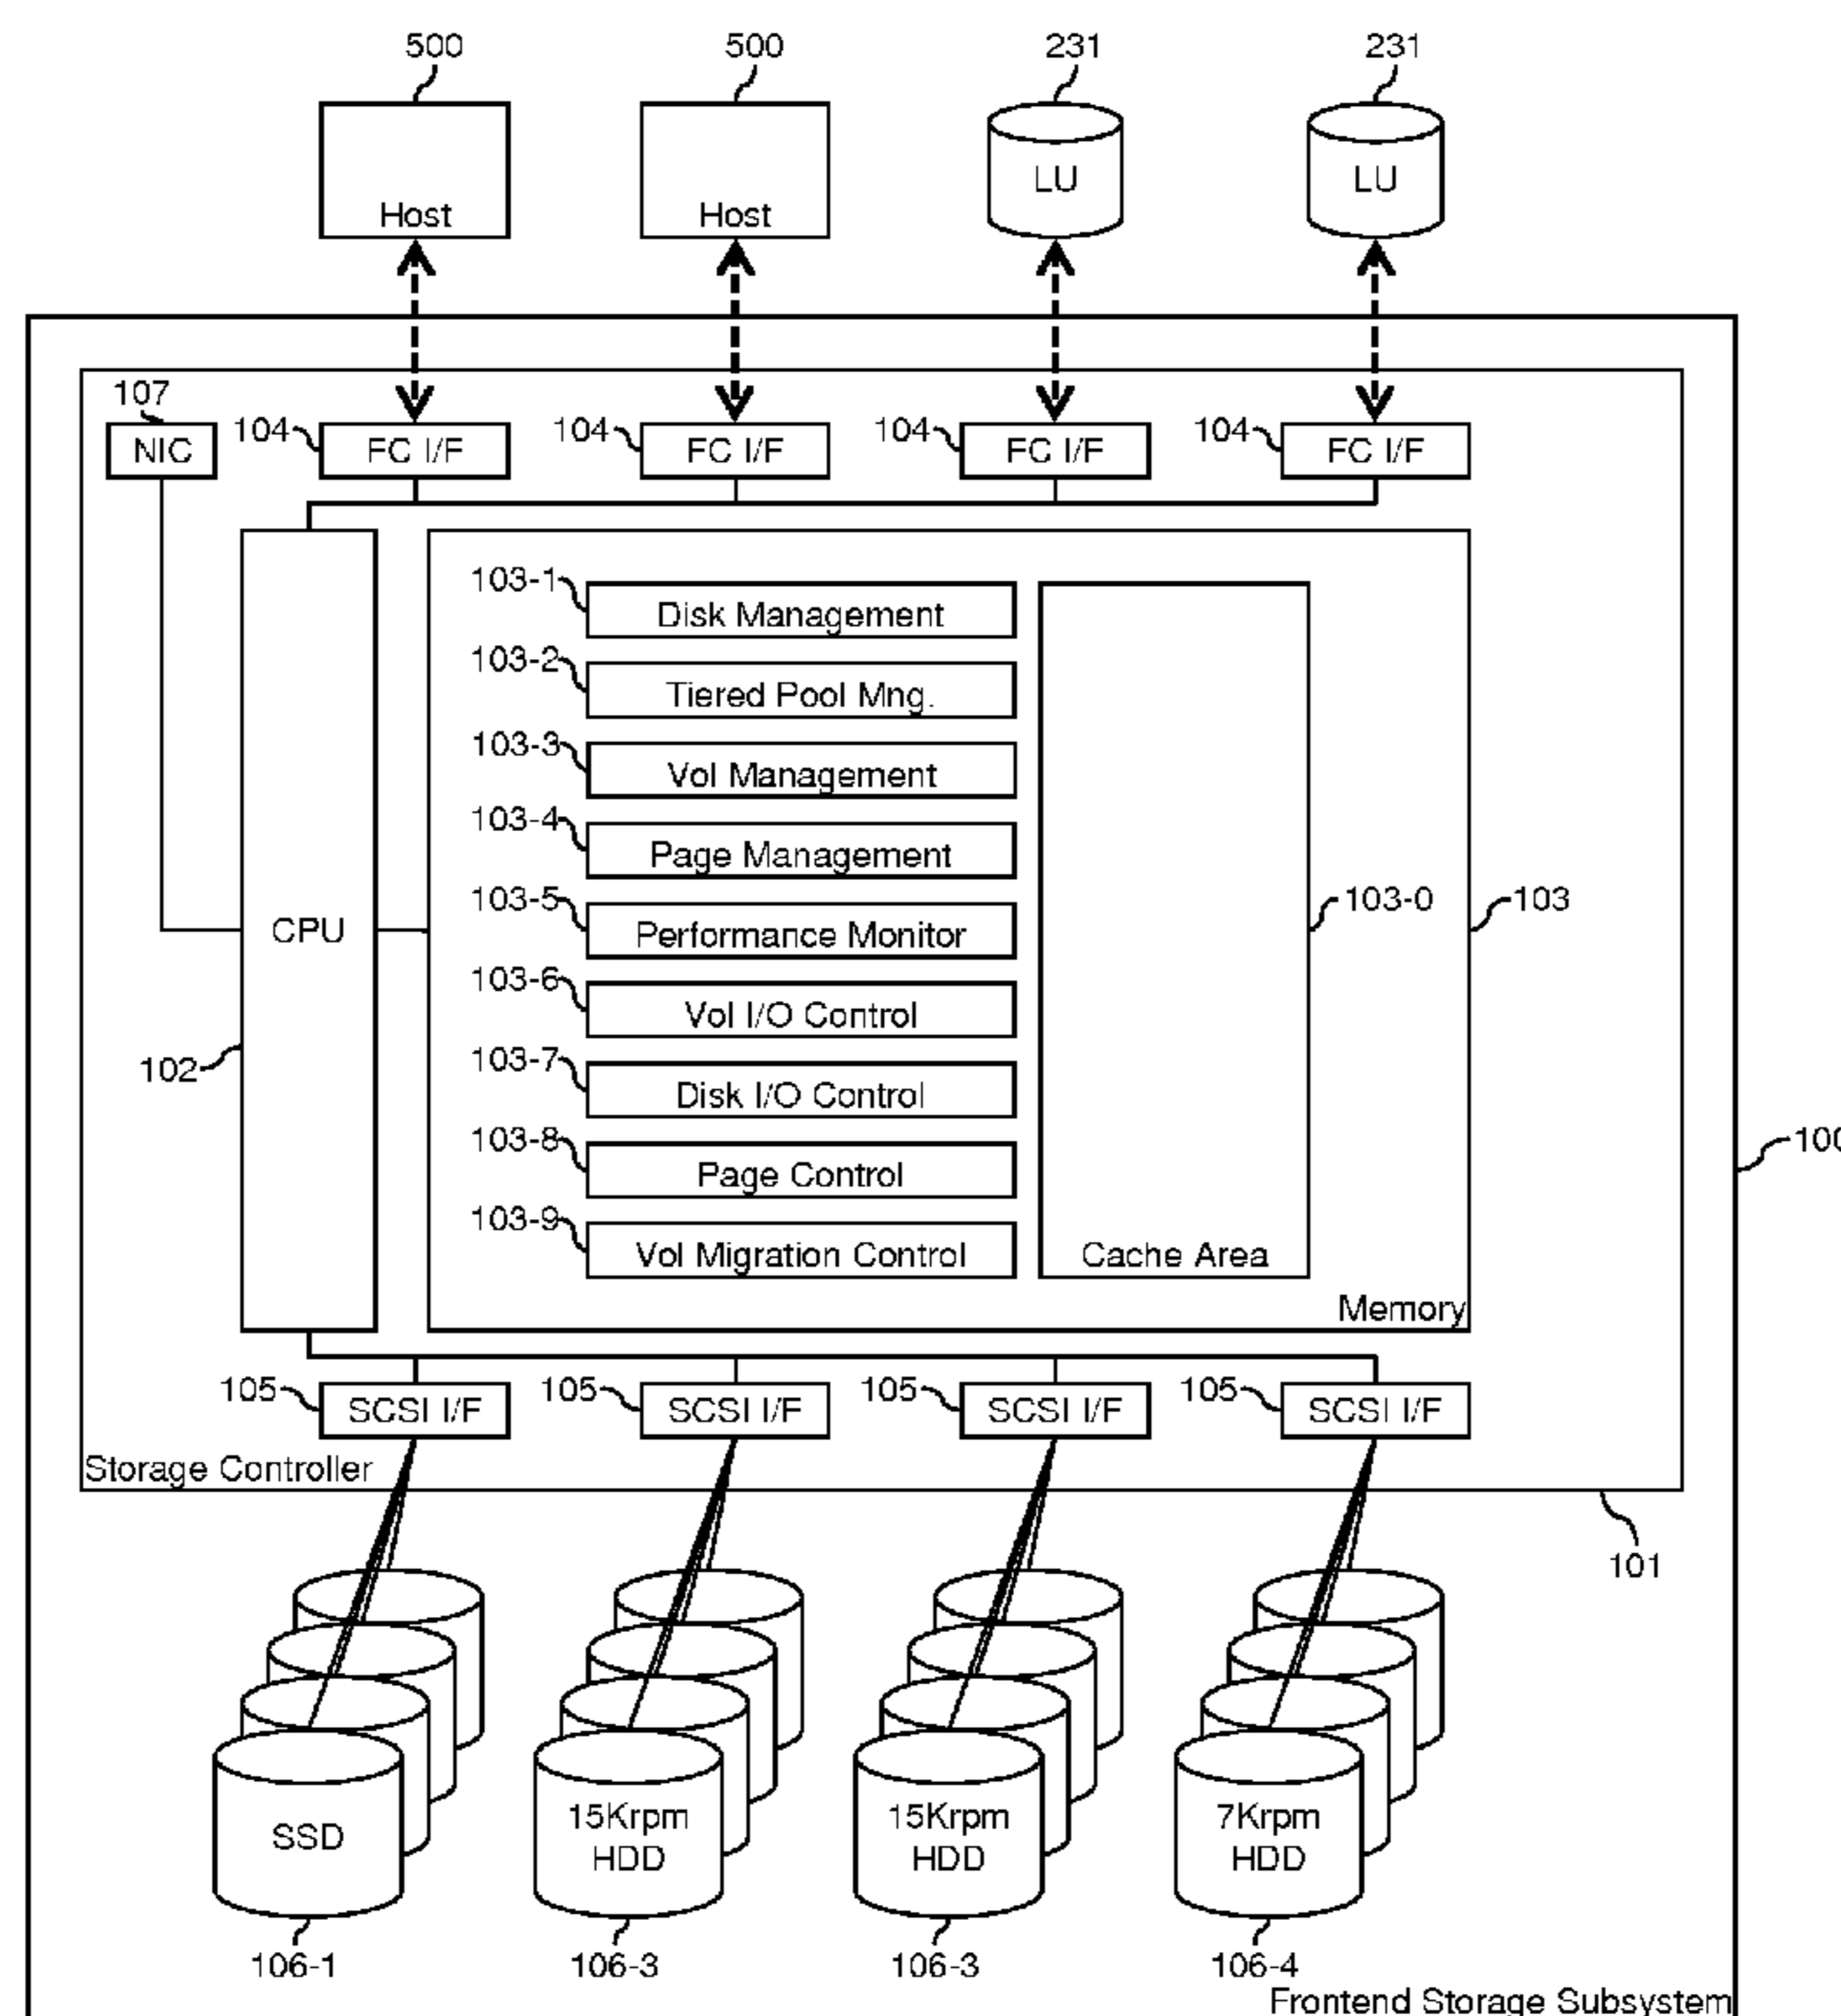 500
500
231
231
Host
Host
LU
LU
107
NIC
104
FC I/F
104
FC I/F
104
FC I/F
104
FC I/F
103-1
Disk Management
103-2
Tiered Pool Mng.
103-3
Vol Management
103-4
Page Management
103-5
Performance Monitor
103-6
Vol I/O Control
103-7
Disk I/O Control
103-8
Page Control
103-9
Vol Migration Control
CPU
102
Cache Area
103-0
103
Memory
100
105
SCSI I/F
105
SCSI I/F
105
SCSI I/F
105
SCSI I/F
Storage Controller
101
SSD
15Krpm
HDD
15Krpm
HDD
7Krpm
HDD
106-1
106-3
106-3
106-4
Frontend Storage Subsystem